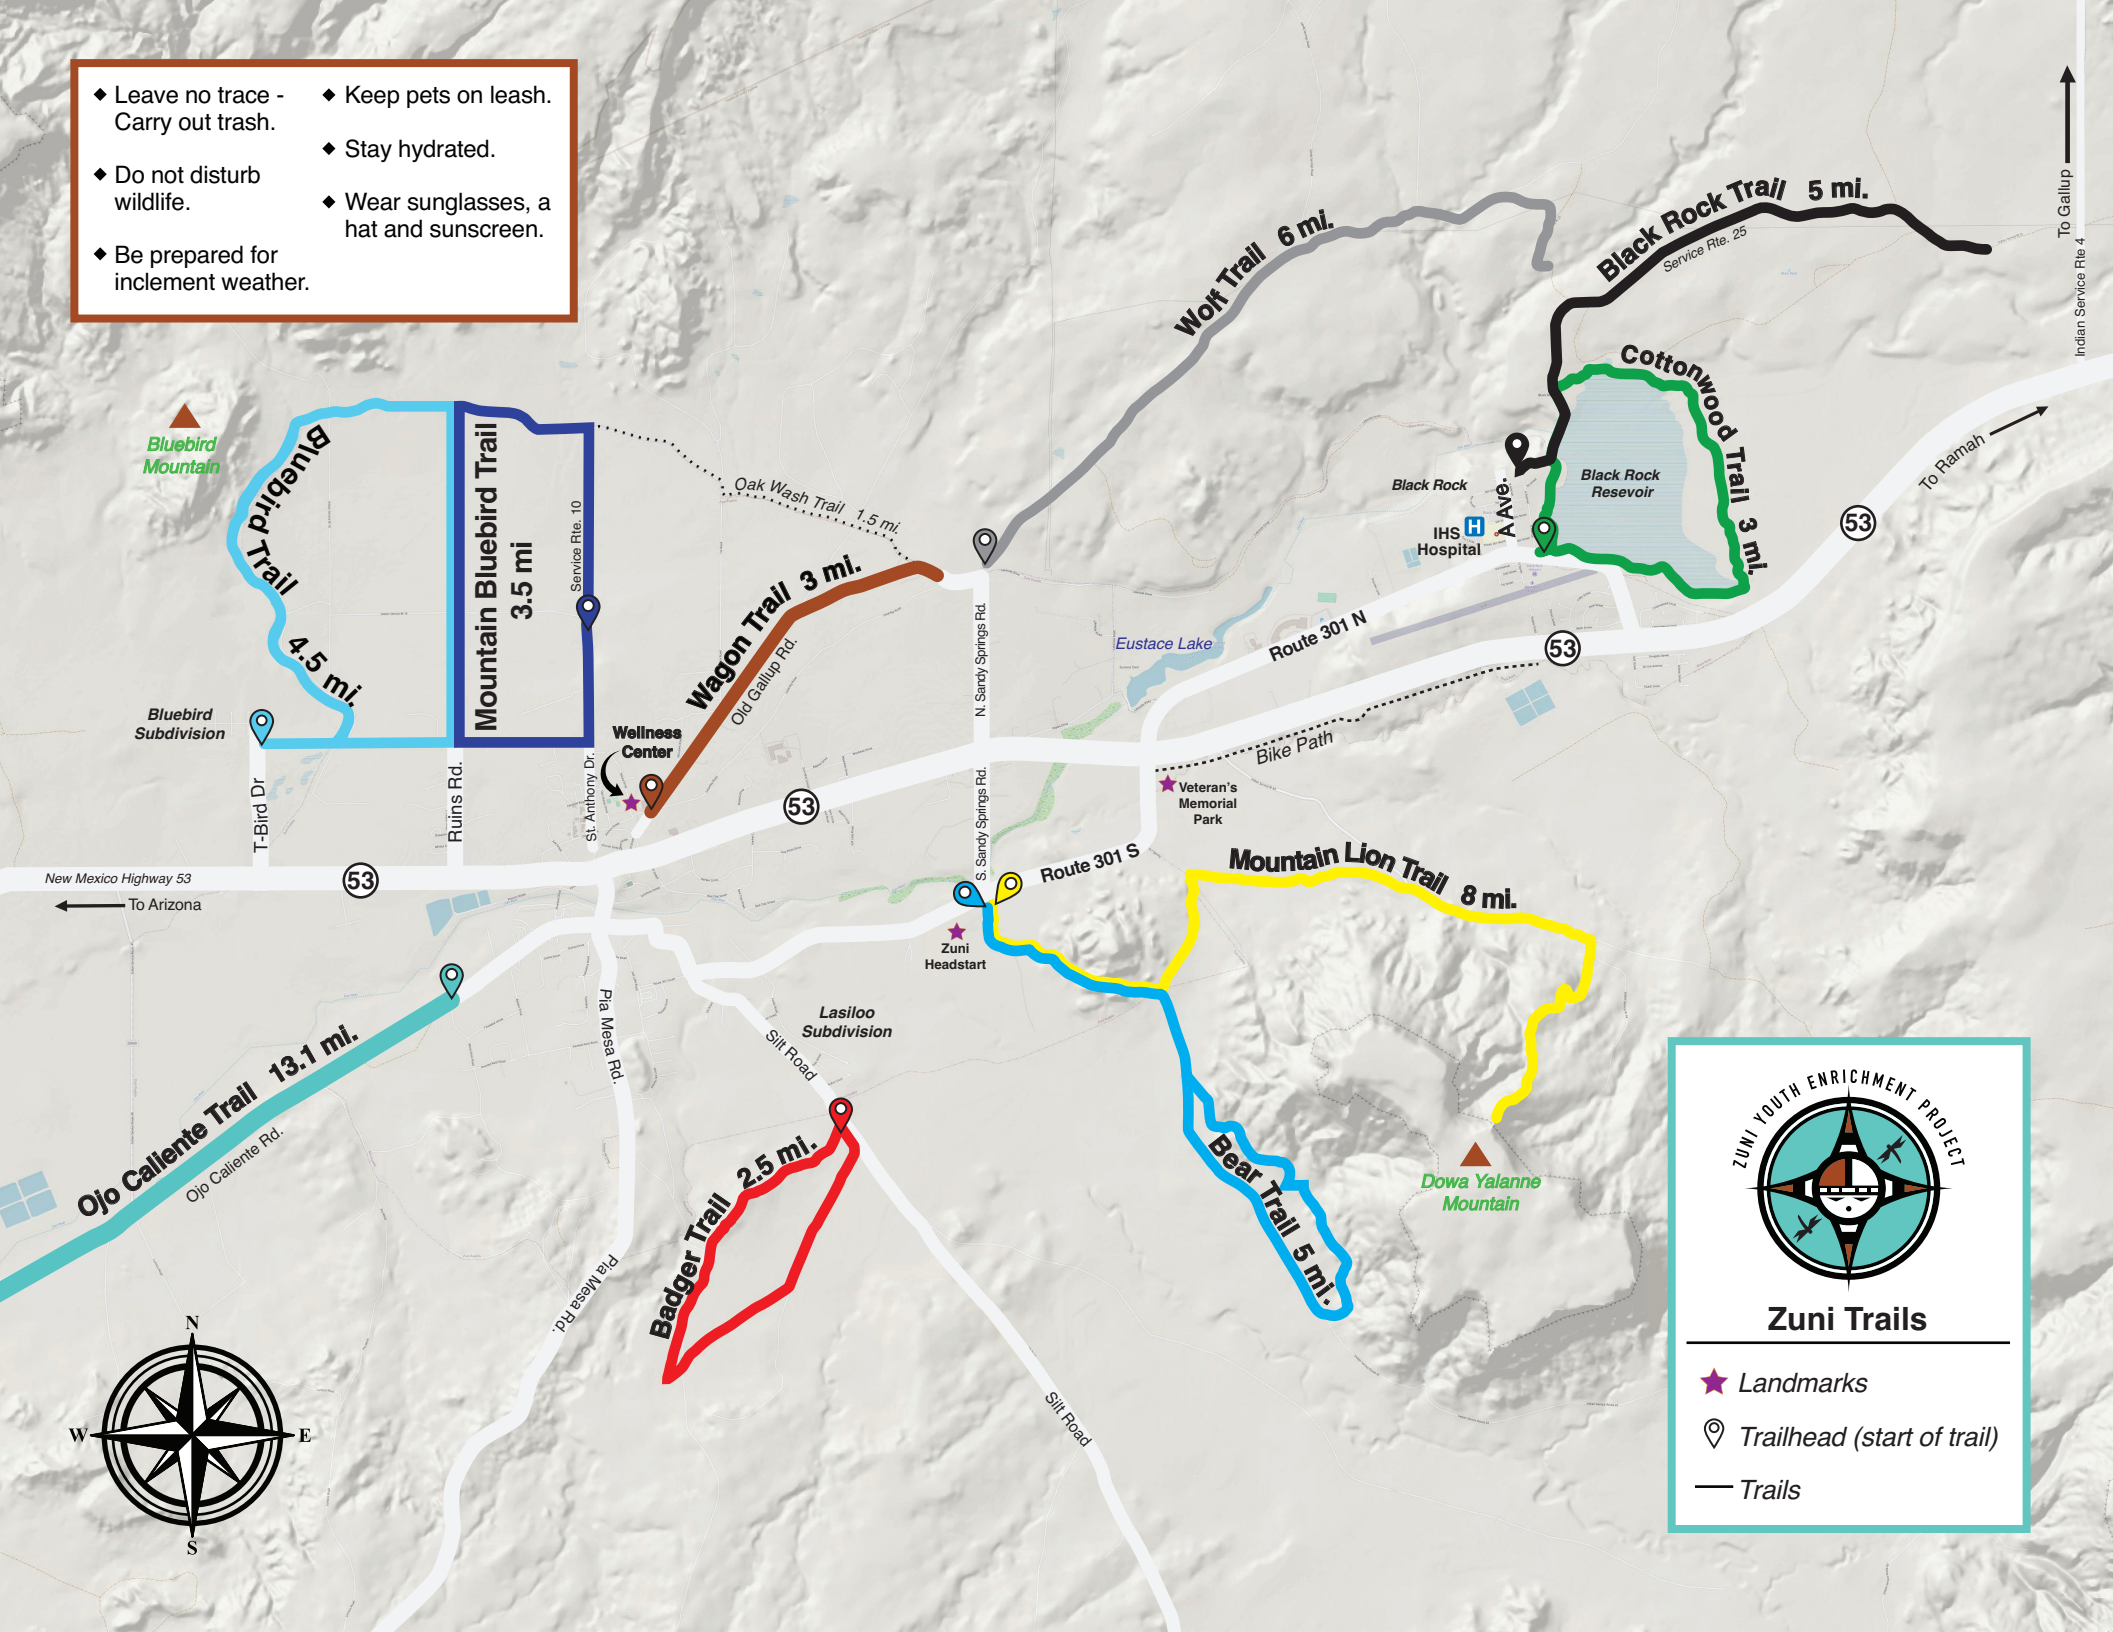 Leave no trace -
Carry out trash.
Do not disturb
wildlife.
Be prepared for
inclement weather.
Keep pets on leash.
Stay hydrated.
Wear sunglasses, a
hat and sunscreen.
Wolf Trail 6 mi.
Black Rock Trail 5 mi.
Service Rte. 25
To Gallup
Indian Service Rte 4
To Ramah
53
Cottonwood Trail 3 mi.
Black Rock
Resevoir
Black Rock
A Ave.
H
IHS
Hospital
Bluebird
Mountain
Bluebird Trail
4.5 mi.
Mountain Bluebird Trail
3.5 mi
Service Rte. 10
Oak Wash Trail 1.5 mi.
Wagon Trail 3 mi.
Old Gallup Rd.
N. Sandy Springs Rd.
Eustace Lake
Route 301 N
53
Bike Path
Bluebird
Subdivision
Wellness
Center
T-Bird Dr
Ruins Rd.
St. Anthony Dr.
53
S. Sandy Springs Rd.
Veteran's
Memorial
Park
Route 301 S
Mountain Lion Trail 8 mi.
New Mexico Highway 53
53
To Arizona
Zuni
Headstart
Lasiloo
Subdivision
Pia Mesa Rd.
Silt Road
Ojo Caliente Trail 13.1 mi.
Ojo Caliente Rd.
Badger Trail 2.5 mi.
Bear Trail 5 mi.
Dowa Yalanne
Mountain
Pia Mesa Rd.
Silt Road
N
W
E
S
ZUNI YOUTH ENRICHMENT PROJECT
Zuni Trails
Landmarks
Trailhead (start of trail)
Trails